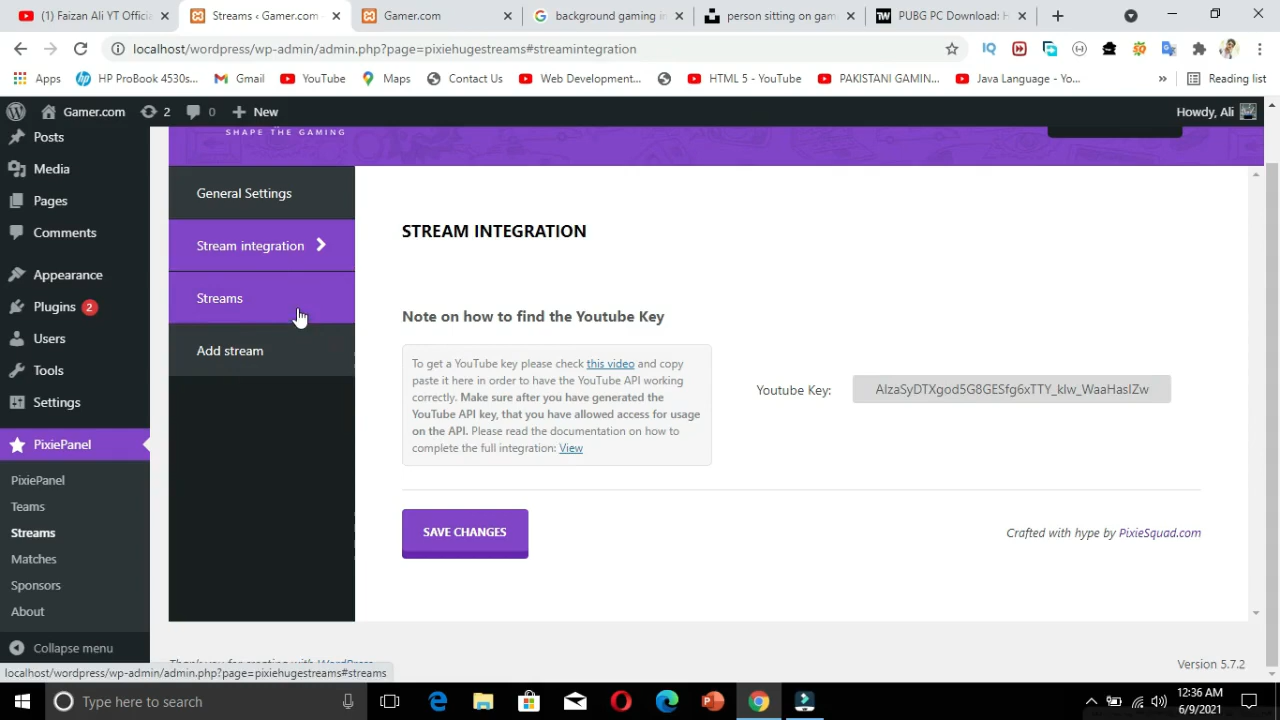 (1) Faizan Ali YT Offici
Streams ‹ Gamer.com
Gamer.com
background gaming in
person sitting on gam
PUBG PC Download: H
localhost/wordpress/wp-admin/admin.php?page=pixiehugestreams#streamintegration
Apps
HP ProBook 4530s...
Gmail
YouTube
Maps
Contact Us
Web Development...
HTML 5 - YouTube
PAKISTANI GAMIN...
Java Language - Yo...
»
Reading list
Gamer.com
2
0
New
Howdy, Ali
SHAPE THE GAMING
Posts
Media
Pages
Comments
Appearance
Plugins 2
Users
Tools
Settings
PixiePanel
PixiePanel
Teams
Streams
Matches
Sponsors
About
Collapse menu
General Settings
Stream integration
Streams
Add stream
STREAM INTEGRATION
Note on how to find the Youtube Key
To get a YouTube key please check this video and copy
paste it here in order to have the YouTube API working
correctly. Make sure after you have generated the
YouTube API key, that you have allowed access for usage
on the API. Please read the documentation on how to
complete the full integration: View
Youtube Key:
AIzaSyDTXgod5G8GESfg6xTTY_kIw_WaaHasIZw
SAVE CHANGES
Crafted with hype by PixieSquad.com
Thank you for creating with WordPress.
Version 5.7.2
localhost/wordpress/wp-admin/admin.php?page=pixiehugestreams#streams
Type here to search
12:36 AM
6/9/2021